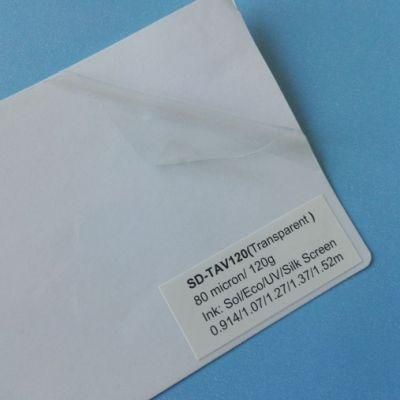 SD-TAV120(Transparent)
80 micron/ 120g
Ink: Sol/Eco/UV/Silk Screen
0.914/1.07/1.27/1.37/1.52m